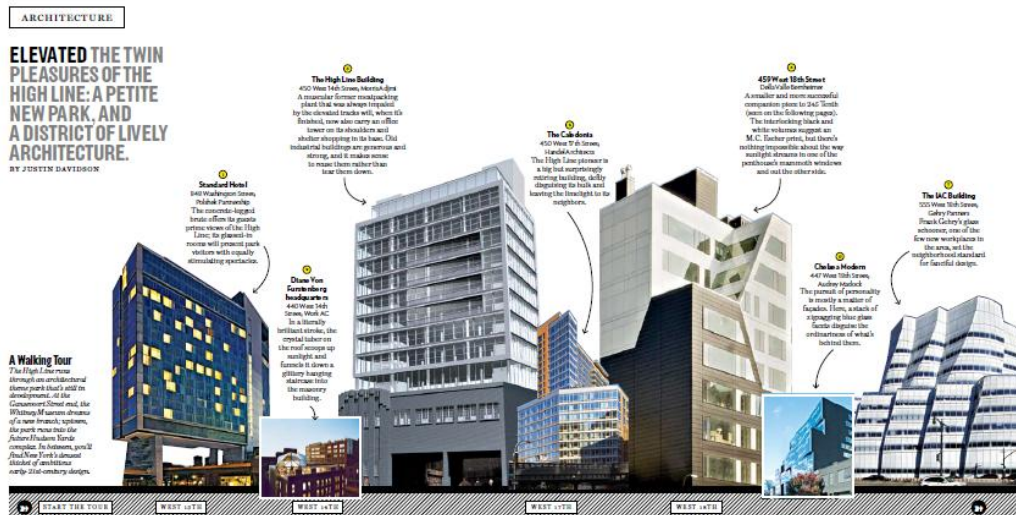 ARCHITECTURE
ELEVATED THE TWIN
PLEASURES OF THE
HIGH LINE: A PETITE
NEW PARK, AND
A DISTRICT OF LIVELY
ARCHITECTURE.
BY JUSTIN DAVIDSON
A Walking Tour
The High Line runs
through an architectural
theme park that's still in
development. At the
Gansevoort Street end, the
Whitney Museum dreams
of a new branch; uptown,
the park runs into the
future Hudson Yards
complex. In between, you'll
find New York's densest
thicket of ambitious
early-21st-century design.
Standard Hotel
848 Washington Street,
Polshek Partnership
The concrete-legged
brute offers its guests
prime views of the High
Line; its glassed-in
rooms will present park
visitors with equally
stimulating spectacles.
Diane Von
Furstenberg
headquarters
440 West 14th
Street, Work AC
In a literally
brilliant stroke, the
crystal tuber on
the roof scoops up
sunlight and
funnels it down a
glittery hanging
staircase into
the masonry
building.
The High Line Building
450 West 14th Street, Morris Adjmi
A muscular former meatpacking
plant that was always impaled
by the elevated tracks will, when it's
finished, now also carry an office
tower on its shoulders and
shelter shopping in its base. Old
industrial buildings are generous and
strong, and it makes sense
to reuse them rather than
tear them down.
The Caledonia
450 West 17th Street,
Handel Architects
The High Line pioneer is
a big but surprisingly
retiring building, deftly
disguising its bulk and
leaving the limelight to its
neighbors.
459 West 18th Street
Della Valle Bernheimer
A smaller and more successful
companion piece to 245 Tenth
(seen on the following pages).
The interlocking black and
white volumes suggest an
M.C. Escher print, but there's
nothing impossible about the way
sunlight streams in one of the
penthouse's mammoth windows
and out the other side.
Chelsea Modern
447 West 18th Street,
Audrey Matlock
The pursuit of personality
is mostly a matter of
façades. Here, a stack of
zigzagging blue glass
facets disguise the
ordinariness of what's
behind them.
The IAC Building
555 West 18th Street,
Gehry Partners
Frank Gehry's glass
schooner, one of the
few new workplaces in
the area, set the
neighborhood standard
for fanciful design.
START THE TOUR
WEST 13TH
WEST 14TH
WEST 17TH
WEST 18TH